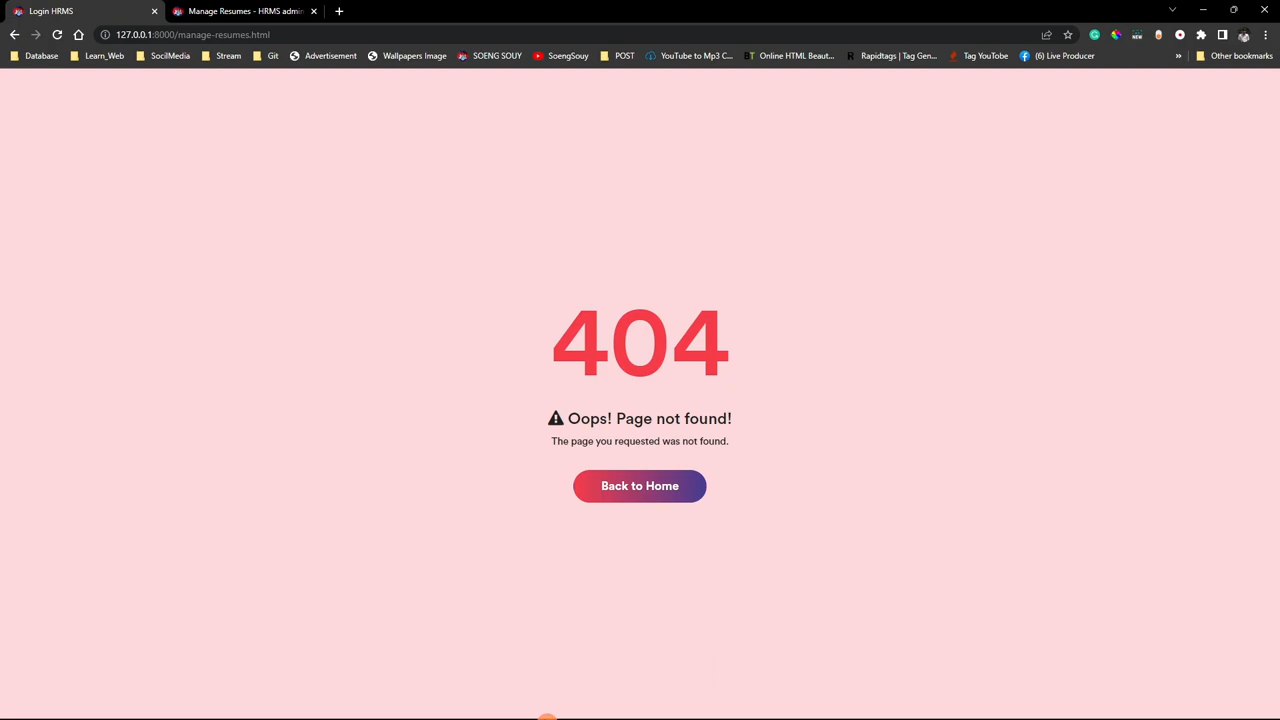 Login HRMS
Manage Resumes - HRMS admin
127.0.0.1:8000/manage-resumes.html
Database Learn_Web SocilMedia Stream Git Advertisement Wallpapers Image SOENG SOUY SoengSouy POST YouTube to Mp3 C... Online HTML Beaut... Rapidtags | Tag Gen... Tag YouTube (6) Live Producer » Other bookmarks
404
Oops! Page not found!
The page you requested was not found.
Back to Home